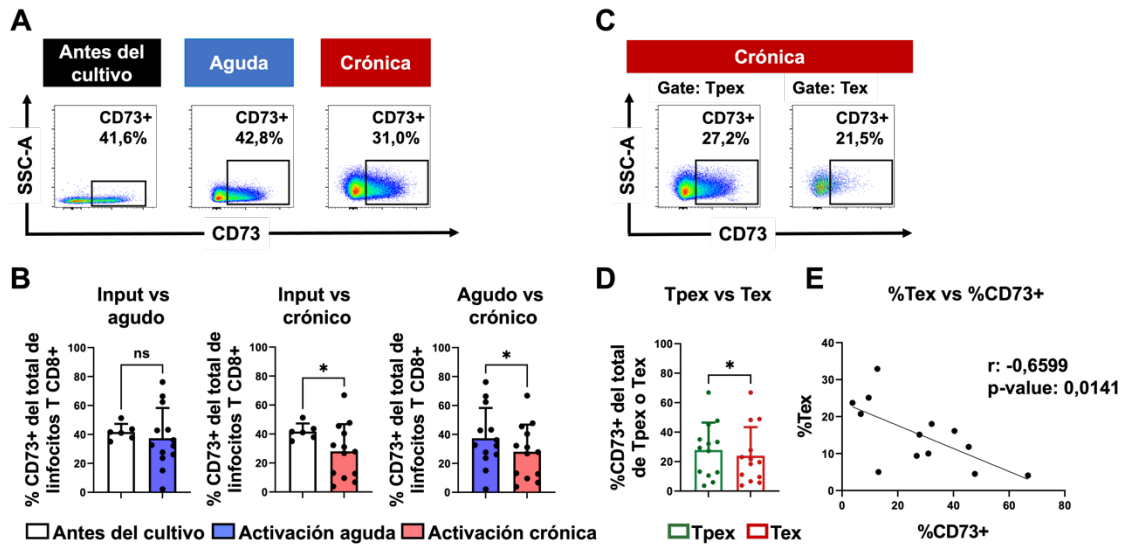 A
Antes del
cultivo
Aguda
Crónica
CD73+
41,6%
CD73+
42,8%
CD73+
31,0%
SSC-A
CD73
C
Crónica
Gate: Tpex
Gate: Tex
CD73+
27,2%
CD73+
21,5%
SSC-A
CD73
B
Input vs
agudo
% CD73+ del total de
linfocitos T CD8+
100
80
60
40
20
0
ns
Input vs
crónico
% CD73+ del total de
linfocitos T CD8+
100
80
60
40
20
0
*
Agudo vs
crónico
% CD73+ del total de
linfocitos T CD8+
100
80
60
40
20
0
*
Antes del cultivo
Activación aguda
Activación crónica
D
Tpex vs Tex
%CD73+ del total
de Tpex o Tex
100
80
60
40
20
0
*
Tpex
Tex
E
%Tex vs %CD73+
r: -0,6599
p-value: 0,0141
%Tex
40
30
20
10
0
0
20
40
60
80
%CD73+